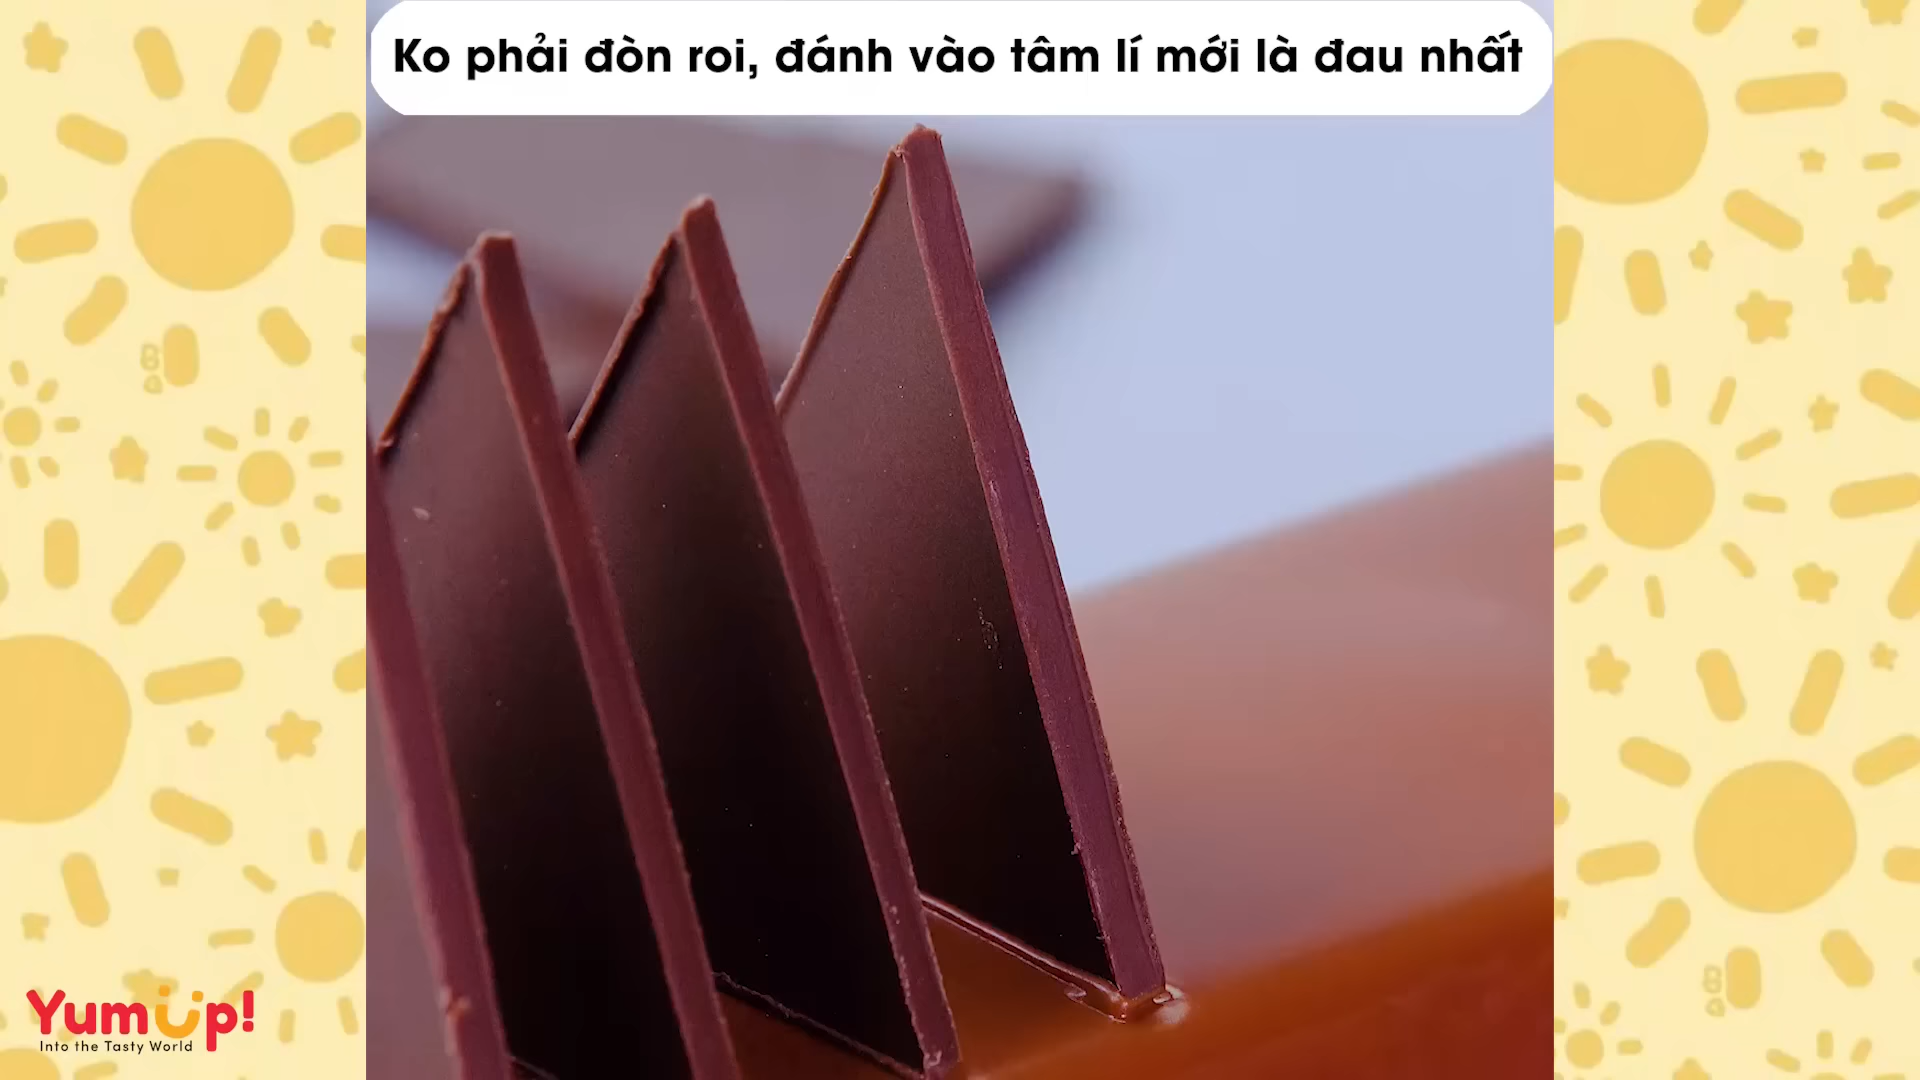 Ko phải đòn roi, đánh vào tâm lí mới là đau nhất
YumUp!
Into the Tasty World